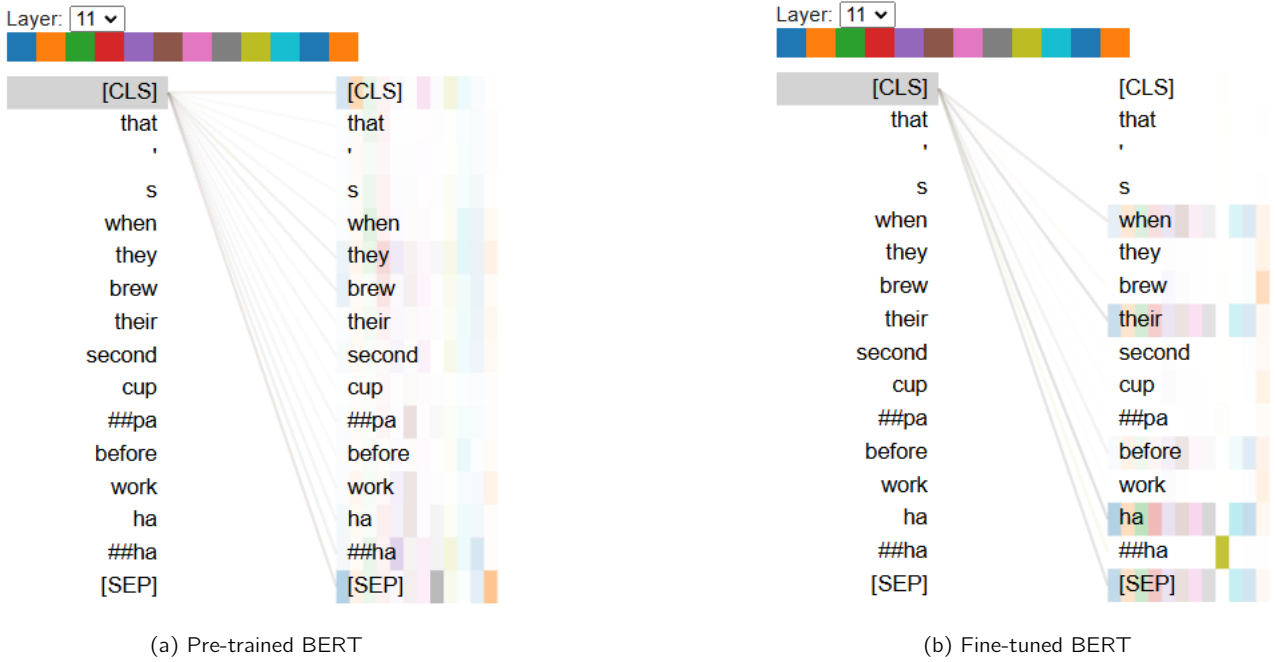 Layer: 11
[CLS] [CLS]
that that
' '
s s
when when
they they
brew brew
their their
second second
cup cup
##pa ##pa
before before
work work
ha ha
##ha ##ha
[SEP] [SEP]
(a) Pre-trained BERT
Layer: 11
[CLS] [CLS]
that that
' '
s s
when when
they they
brew brew
their their
second second
cup cup
##pa ##pa
before before
work work
ha ha
##ha ##ha
[SEP] [SEP]
(b) Fine-tuned BERT